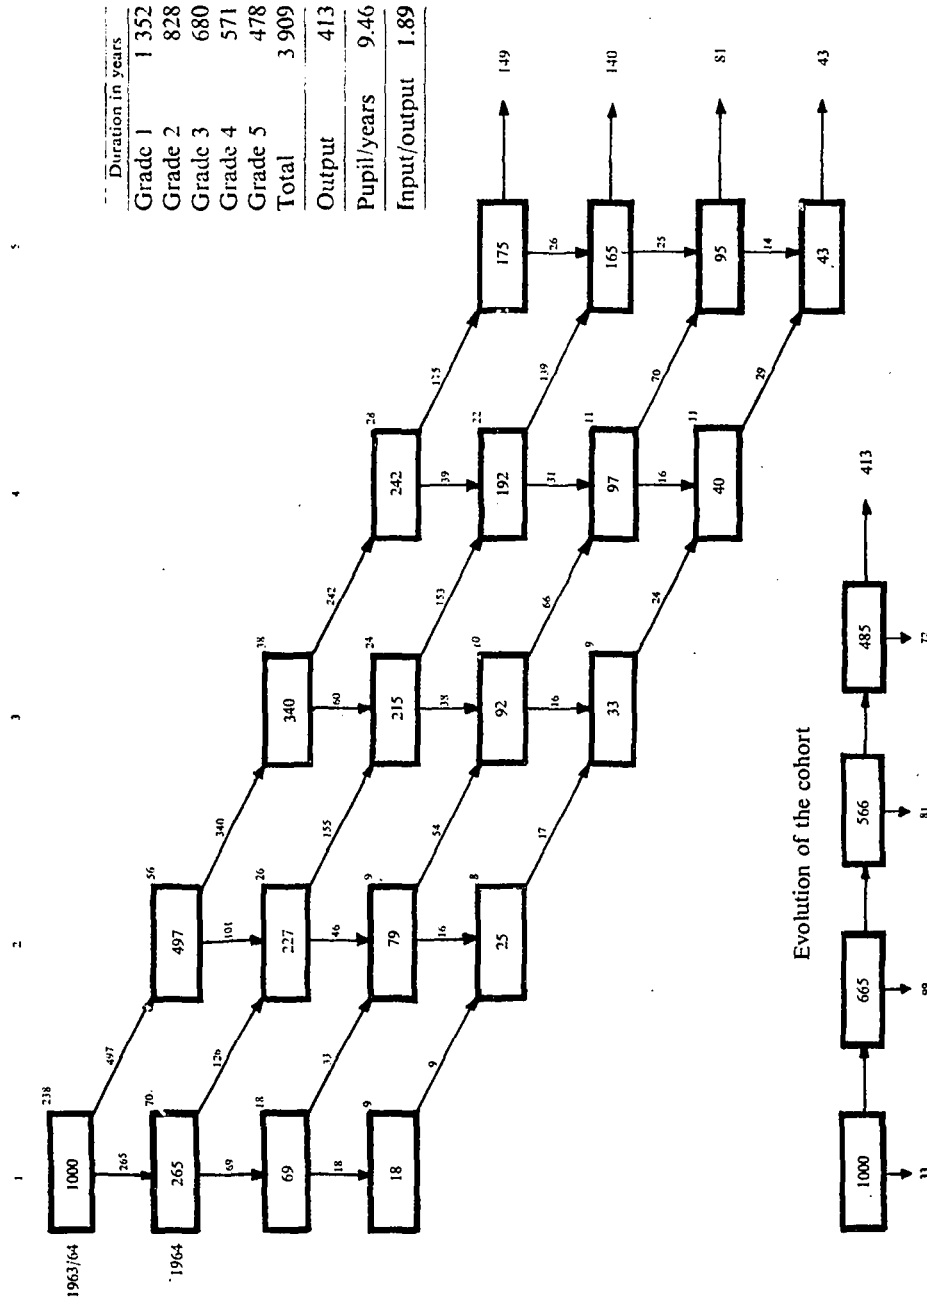 1 2 3 4 5
238
1963/64 1000
265 497 56
Duration in years
Grade 1 1 352
Grade 2 828
Grade 3 680
Grade 4 571
Grade 5 478
Total 3 909
Output 413
Pupil/years 9.46
Input/output 1.89
70
1964 265 497
69 126 101 340
18 26 38
69 227 340
18 33 46 155 160 242
9 9 24 26
18 79 215 242
9 16 54 38 153 39 175
8 10 22
25 92 192 175 149
17 16 66 31 139 26
9 11
33 97 165 140
24 16 70 25
11
40 95 81
29 14
43 43
Evolution of the cohort
1000 665 566 485 413
81 72